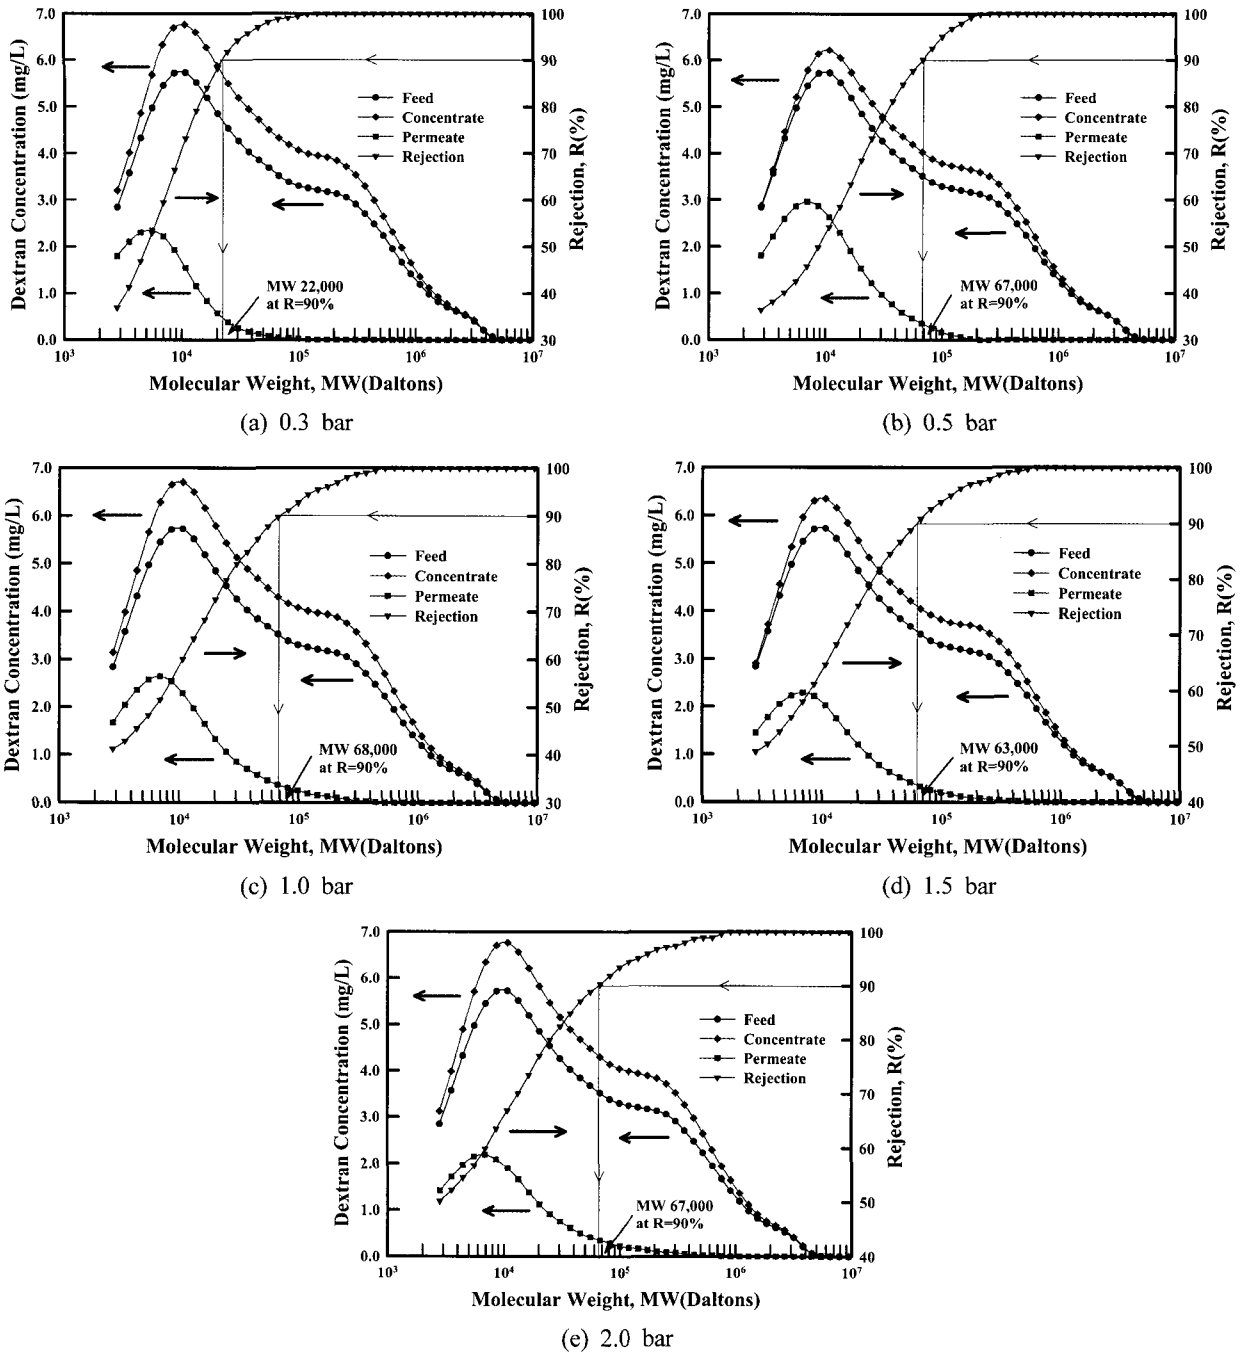 Dextran Concentration (mg/L)
7.0
6.0
5.0
4.0
3.0
2.0
1.0
0.0
100
90
80
70
60
50
40
30
Rejection, R(%)
Feed
Concentrate
Permeate
Rejection
MW 22,000
at R=90%
10³ 10⁴ 10⁵ 10⁶ 10⁷
Molecular Weight, MW(Daltons)
(a) 0.3 bar
Dextran Concentration (mg/L)
7.0
6.0
5.0
4.0
3.0
2.0
1.0
0.0
100
90
80
70
60
50
40
30
Rejection, R(%)
Feed
Concentrate
Permeate
Rejection
MW 67,000
at R=90%
10³ 10⁴ 10⁵ 10⁶ 10⁷
Molecular Weight, MW(Daltons)
(b) 0.5 bar
Dextran Concentration (mg/L)
7.0
6.0
5.0
4.0
3.0
2.0
1.0
0.0
100
90
80
70
60
50
40
30
Rejection, R(%)
Feed
Concentrate
Permeate
Rejection
MW 68,000
at R=90%
10³ 10⁴ 10⁵ 10⁶ 10⁷
Molecular Weight, MW(Daltons)
(c) 1.0 bar
Dextran Concentration (mg/L)
7.0
6.0
5.0
4.0
3.0
2.0
1.0
0.0
100
90
80
70
60
50
40
Rejection, R(%)
Feed
Concentrate
Permeate
Rejection
MW 63,000
at R=90%
10³ 10⁴ 10⁵ 10⁶ 10⁷
Molecular Weight, MW(Daltons)
(d) 1.5 bar
Dextran Concentration (mg/L)
7.0
6.0
5.0
4.0
3.0
2.0
1.0
0.0
100
90
80
70
60
50
40
Rejection, R(%)
Feed
Concentrate
Permeate
Rejection
MW 67,000
at R=90%
10³ 10⁴ 10⁵ 10⁶ 10⁷
Molecular Weight, MW(Daltons)
(e) 2.0 bar